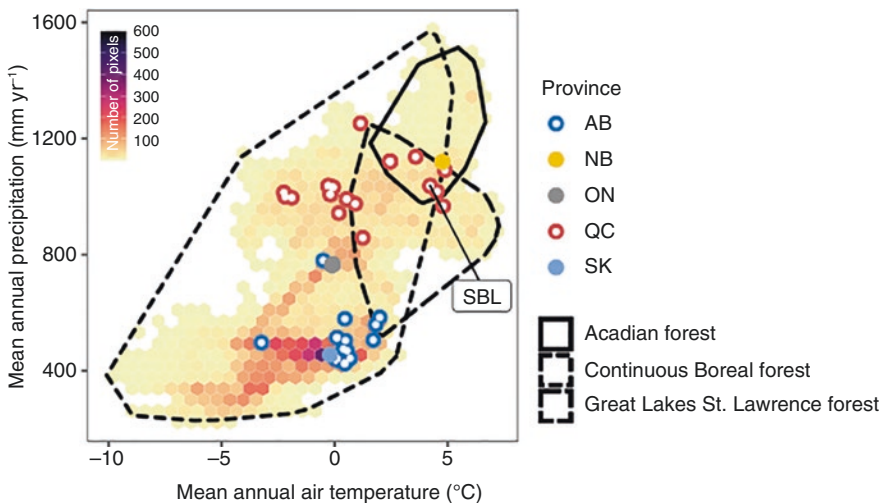 1600
1200
800
400
Mean annual precipitation (mm yr⁻¹)
Number of pixels
600
500
400
300
200
100
SBL
−10
−5
0
5
Mean annual air temperature (°C)
Province
AB
NB
ON
QC
SK
Acadian forest
Continuous Boreal forest
Great Lakes St. Lawrence forest